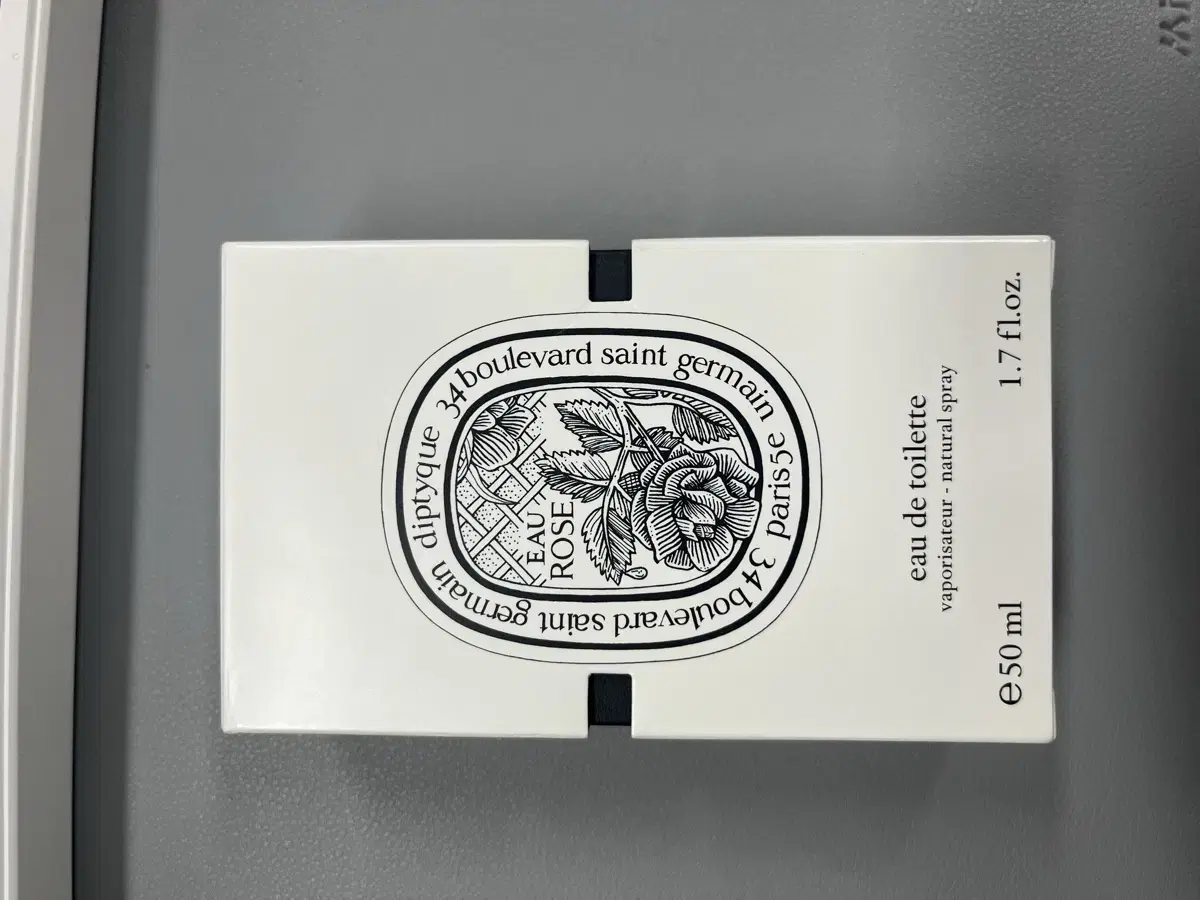 diptyque 34 boulevard saint germain paris 5e 34 boulevard saint germain
EAU
ROSE
eau de toilette
vaporisateur - natural spray
℮ 50 ml 1.7 fl.oz.